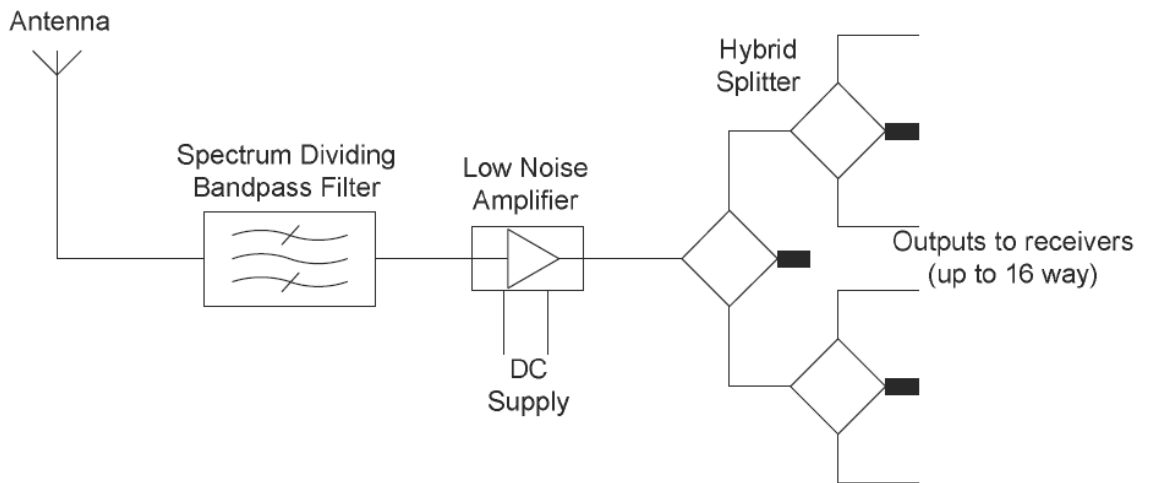 Antenna
Spectrum Dividing
Bandpass Filter
Low Noise
Amplifier
DC
Supply
Hybrid
Splitter
Outputs to receivers
(up to 16 way)